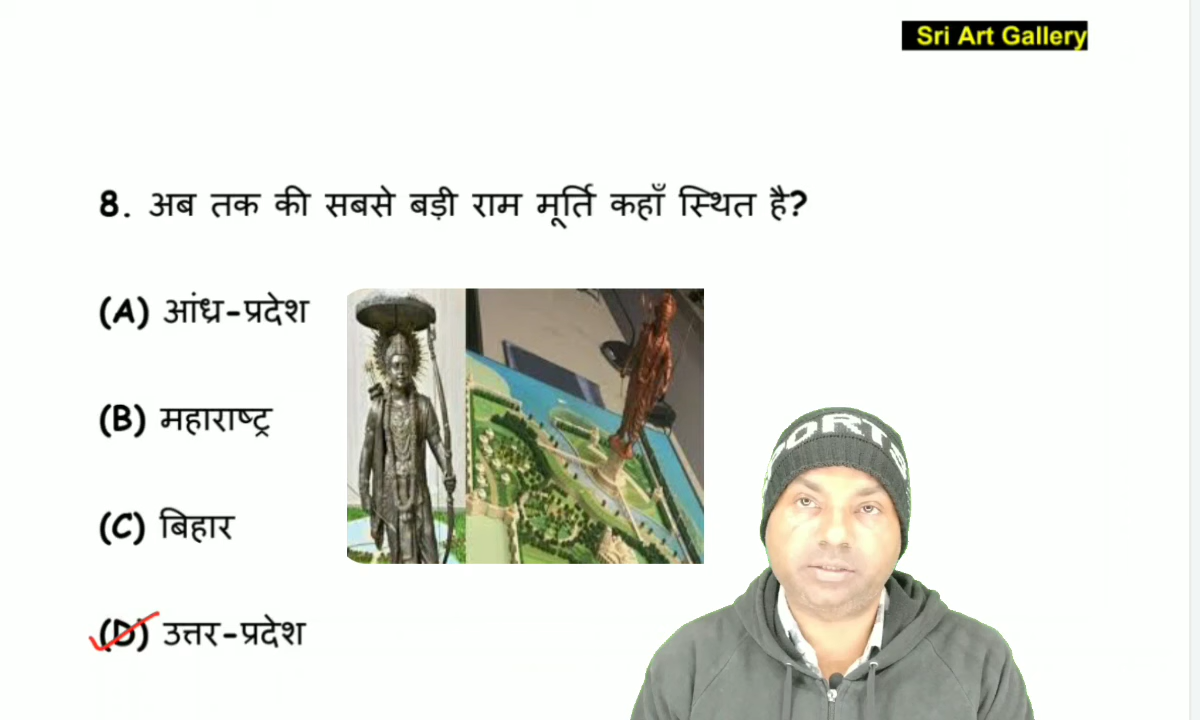 Sri Art Gallery
8. अब तक की सबसे बड़ी राम मूर्ति कहाँ स्थित है?
(A) आंध्र-प्रदेश
(B) महाराष्ट्र
(C) बिहार
(D) उत्तर-प्रदेश